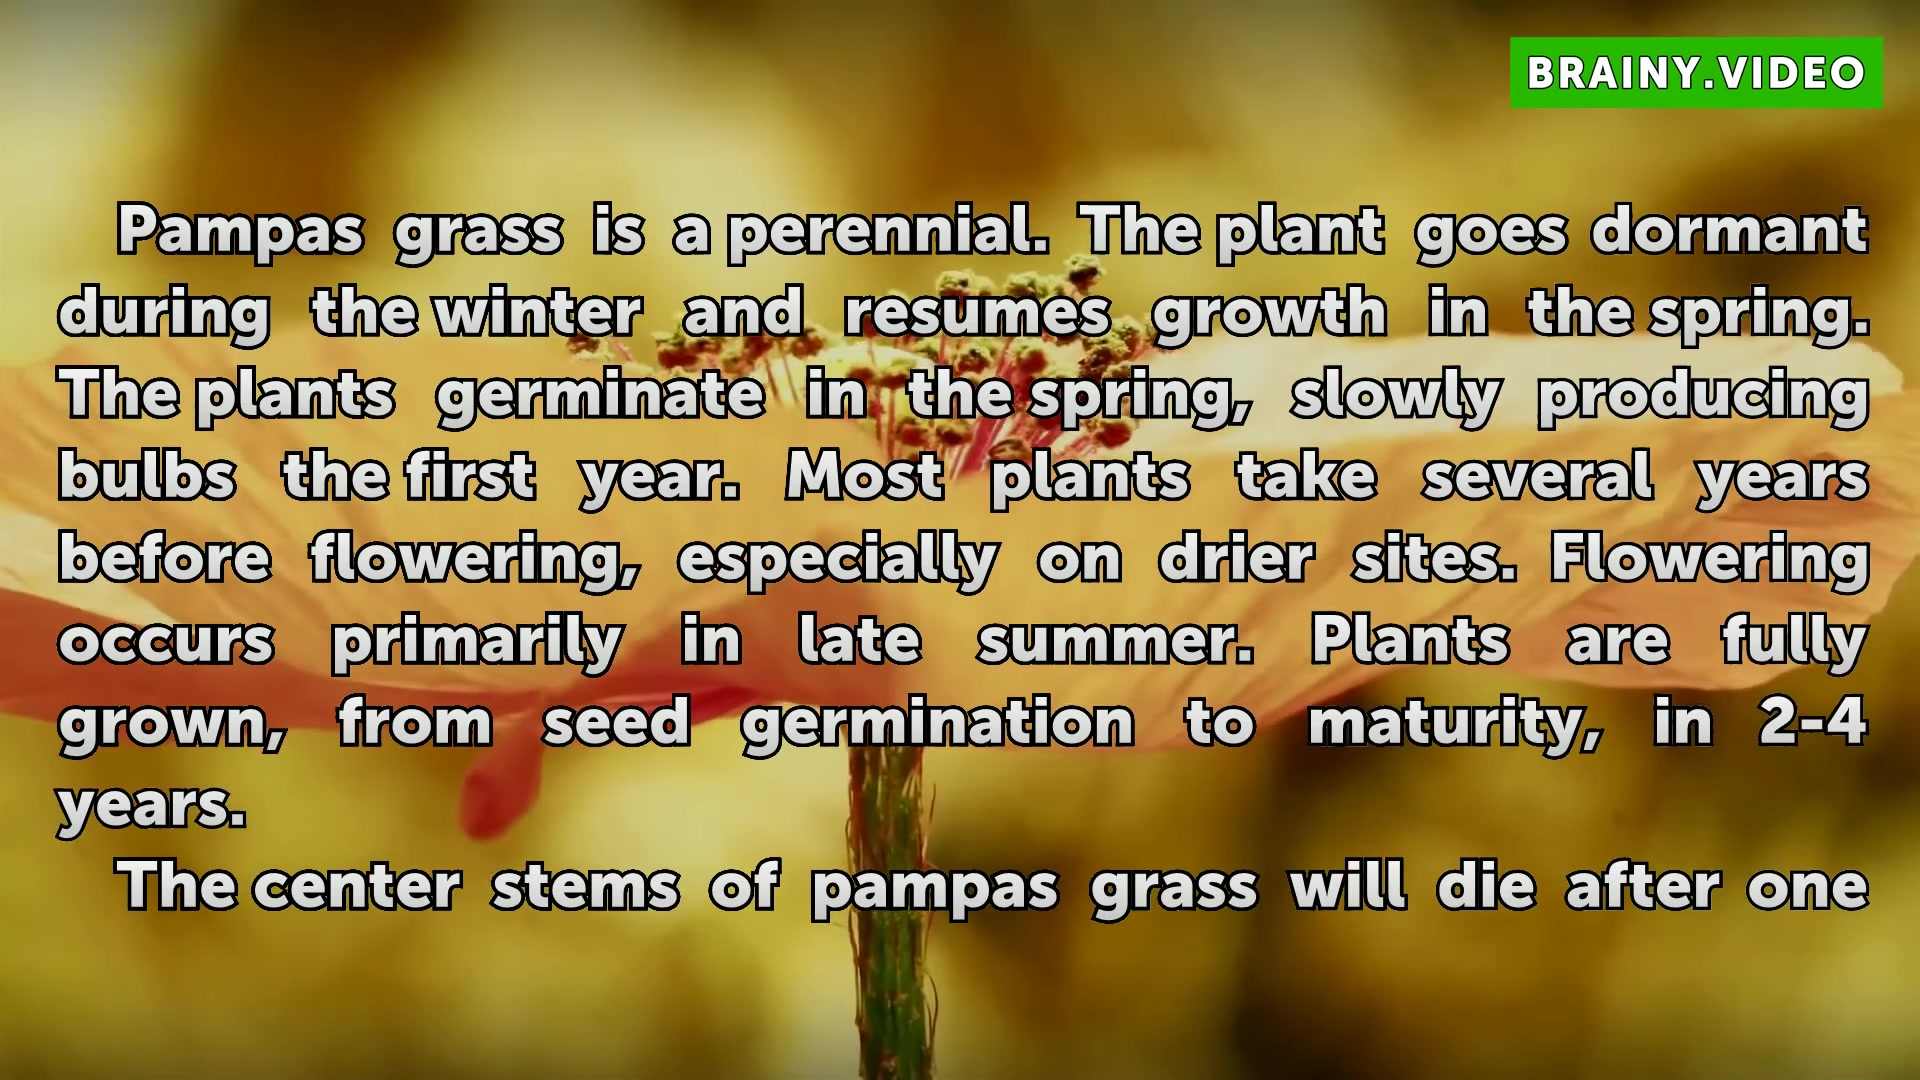 BRAINY.VIDEO
Pampas grass is a perennial. The plant goes dormant
during the winter and resumes growth in the spring.
The plants germinate in the spring, slowly producing
bulbs the first year. Most plants take several years
before flowering, especially on drier sites. Flowering
occurs primarily in late summer. Plants are fully
grown, from seed germination to maturity, in 2-4
years.
The center stems of pampas grass will die after one